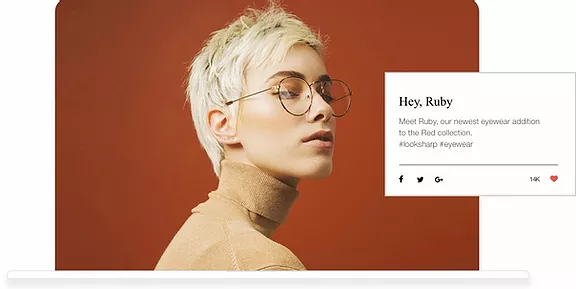 Hey, Ruby
Meet Ruby, our newest eyewear addition
to the Red collection.
#looksharp #eyewear
14K